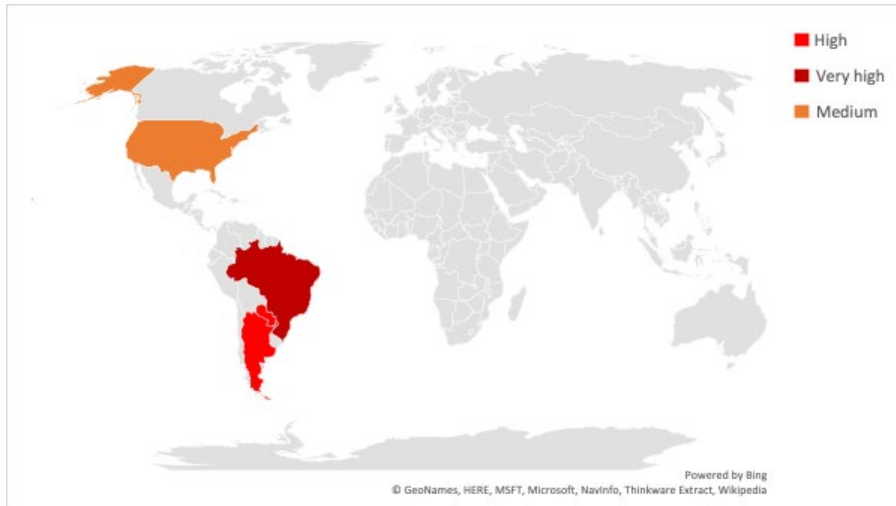 High
Very high
Medium
Powered by Bing
© GeoNames, HERE, MSFT, Microsoft, NavInfo, Thinkware Extract, Wikipedia